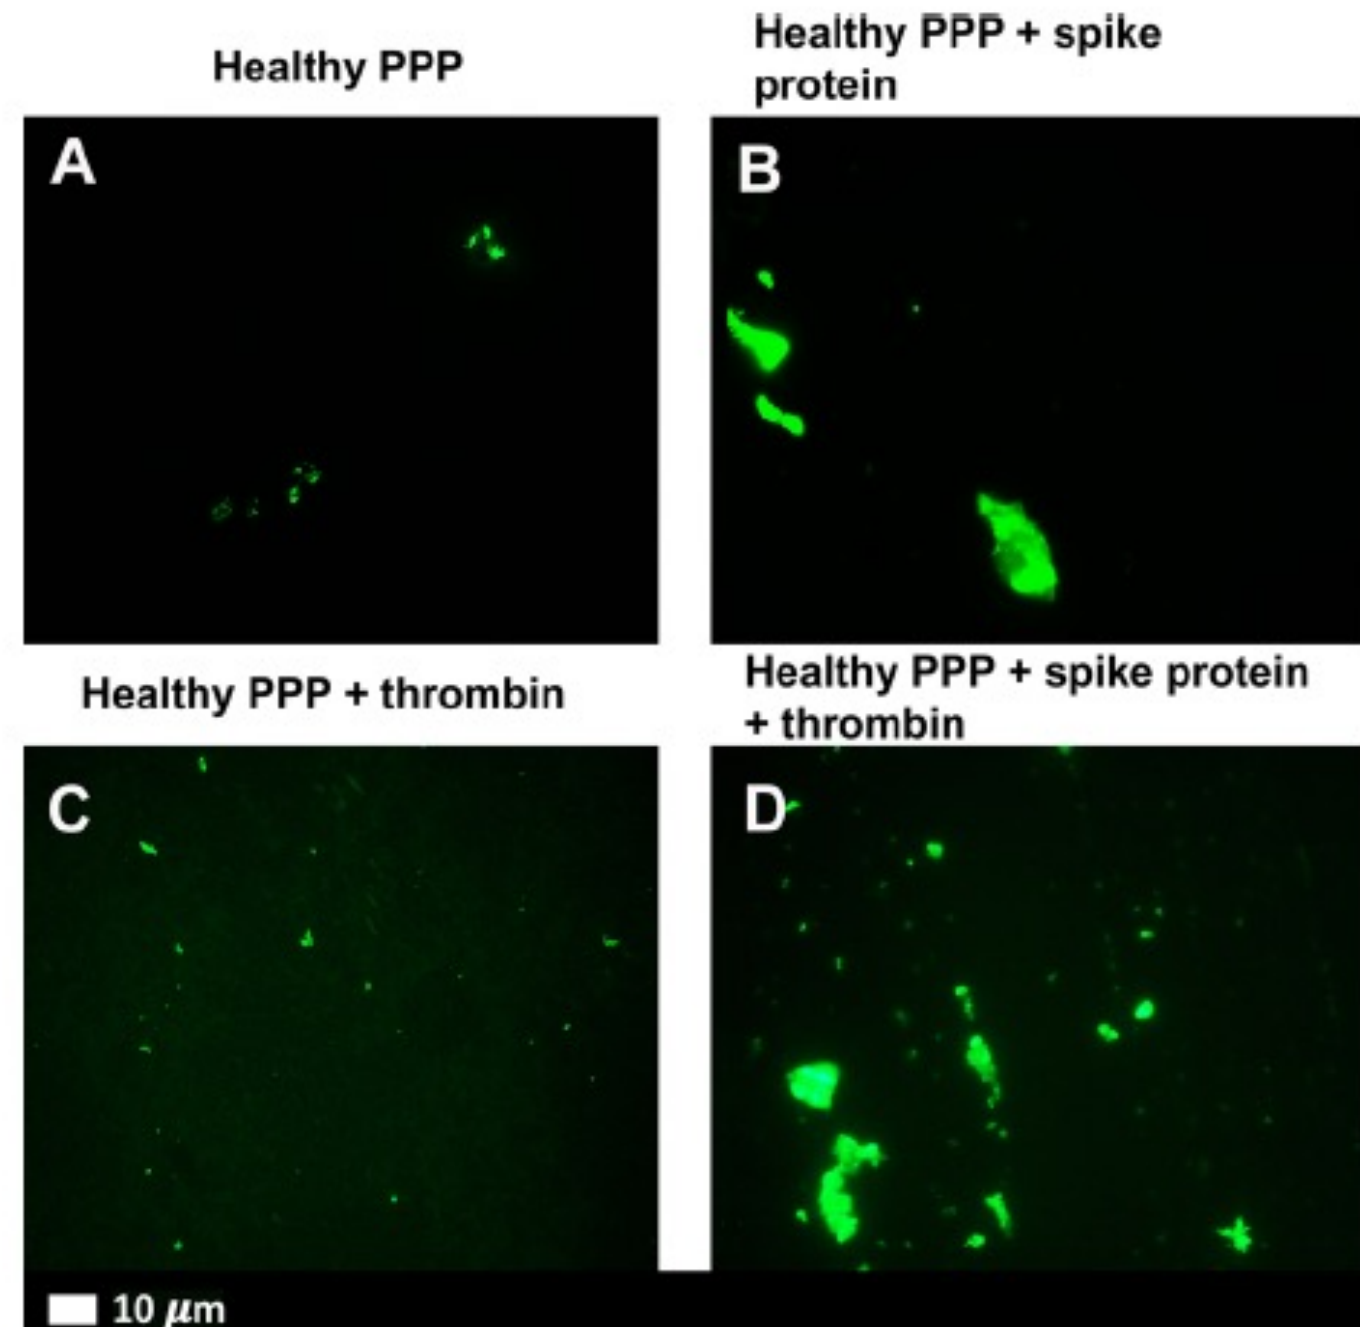 Healthy PPP
Healthy PPP + spike
protein
A
B
Healthy PPP + thrombin
Healthy PPP + spike protein
+ thrombin
C
D
10 μm